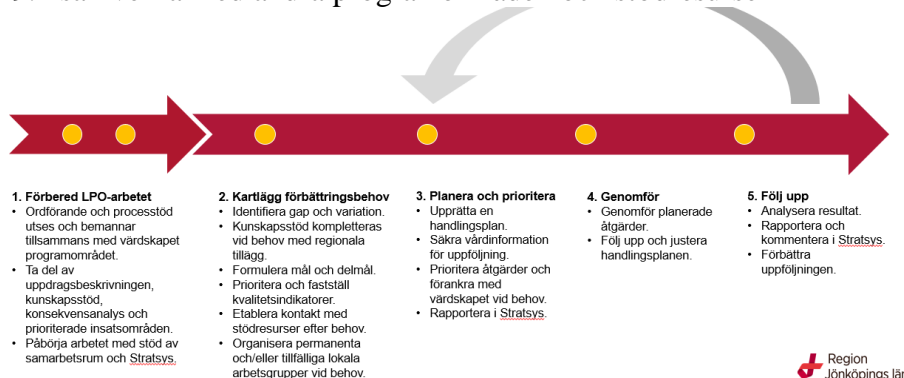 1. Förbered LPO-arbetet
• Ordförande och processtöd
utses och bemannar
tillsammans med värdskapet
programområdet.
• Ta del av
uppdragsbeskrivningen,
kunskapsstöd,
konsekvensanalys och
prioriterade insatsområden.
• Påbörja arbetet med stöd av
samarbetsrum och Stratsys.
2. Kartlägg förbättringsbehov
• Identifiera gap och variation.
• Kunskapsstöd kompletteras
vid behov med regionala
tillägg.
• Formulera mål och delmål.
• Prioritera och fastställ
kvalitetsindikatorer.
• Etablera kontakt med
stödresurser efter behov.
• Organisera permanenta
och/eller tillfälliga lokala
arbetsgrupper vid behov.
3. Planera och prioritera
• Upprätta en
handlingsplan.
• Säkra vårdinformation
för uppföljning.
• Prioritera åtgärder och
förankra med
värdskapet vid behov.
• Rapportera i Stratsys.
4. Genomför
• Genomför planerade
åtgärder.
• Följ upp och justera
handlingsplanen.
5. Följ upp
• Analysera resultat.
• Rapportera och
kommentera i Stratsys.
• Förbättra
uppföljningen.
Region
Jönköpings län